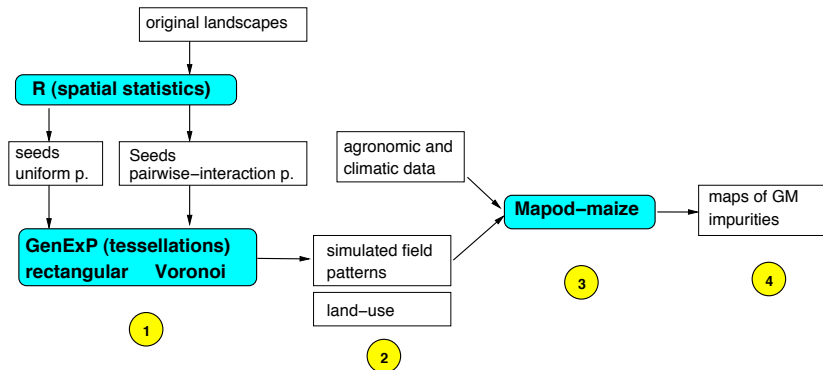 original landscapes
R (spatial statistics)
seeds
uniform p.
Seeds
pairwise−interaction p.
agronomic and
climatic data
GenExP (tessellations)
rectangular Voronoi
simulated field
patterns
land−use
Mapod−maize
maps of GM
impurities
1
2
3
4